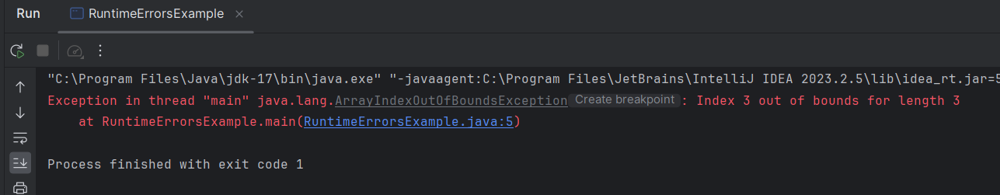 Run RuntimeErrorsExample ×
"C:\Program Files\Java\jdk-17\bin\java.exe" "-javaagent:C:\Program Files\JetBrains\IntelliJ IDEA 2023.2.5\lib\idea_rt.jar=5
Exception in thread "main" java.lang.ArrayIndexOutOfBoundsException Create breakpoint : Index 3 out of bounds for length 3
at RuntimeErrorsExample.main(RuntimeErrorsExample.java:5)
Process finished with exit code 1